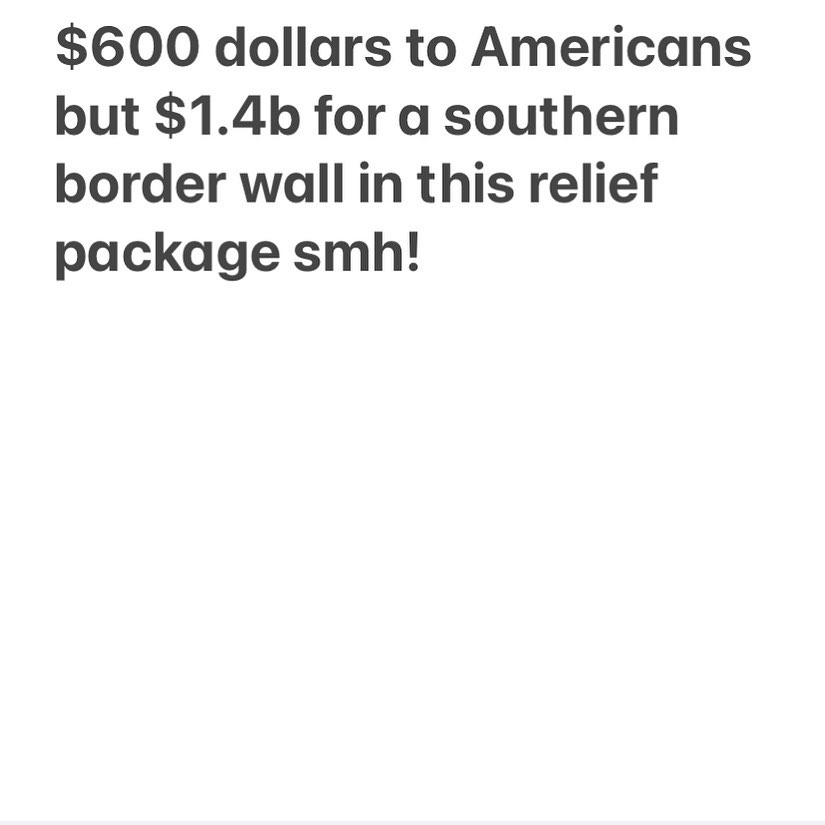 $600 dollars to Americans
but $1.4b for a southern
border wall in this relief
package smh!